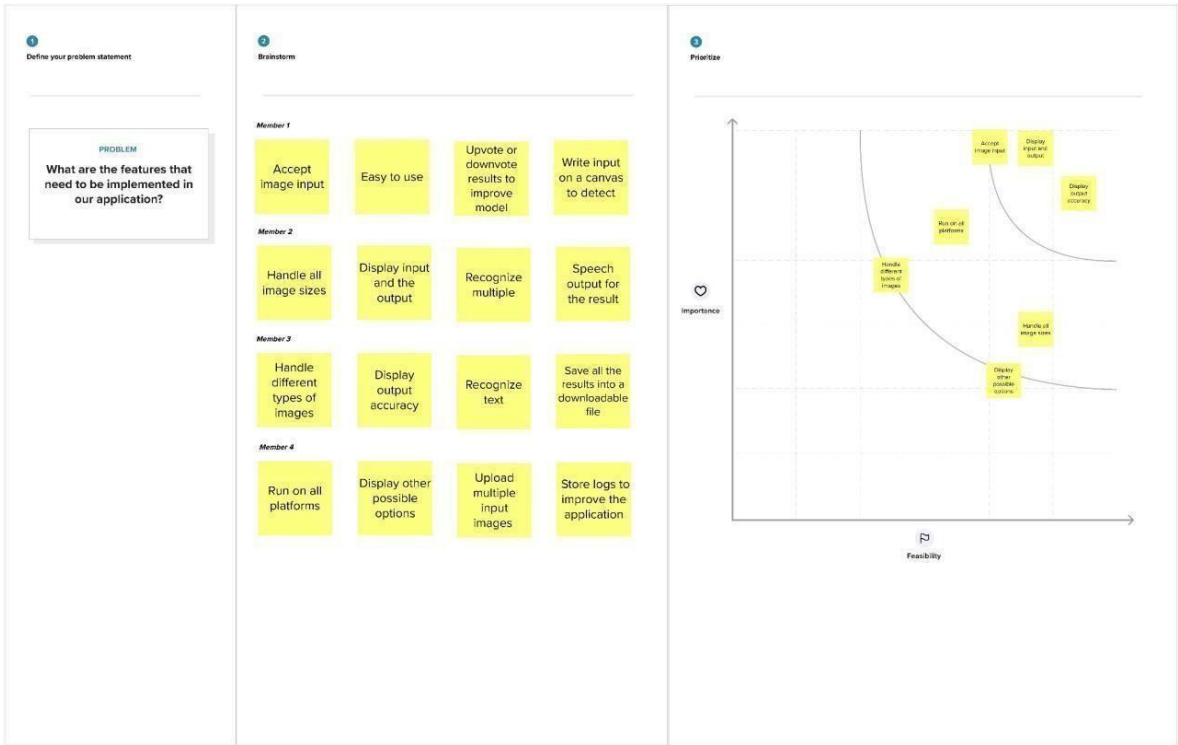 1
Define your problem statement
PROBLEM
What are the features that
need to be implemented in
our application?
2
Brainstorm
Member 1
Accept
image input
Easy to use
Upvote or
downvote
results to
improve
model
Write input
on a canvas
to detect
Member 2
Handle all
image sizes
Display input
and the
output
Recognize
multiple
Speech
output for
the result
Member 3
Handle
different
types of
images
Display
output
accuracy
Recognize
text
Save all the
results into a
downloadable
file
Member 4
Run on all
platforms
Display other
possible
options
Upload
multiple
input
images
Store logs to
improve the
application
3
Prioritize
Accept
image input
Display
input and
output
Display
output
accuracy
Run on all
platforms
Handle
different
types of
images
Handle all
image sizes
Display
other
possible
options
Importance
Feasibility